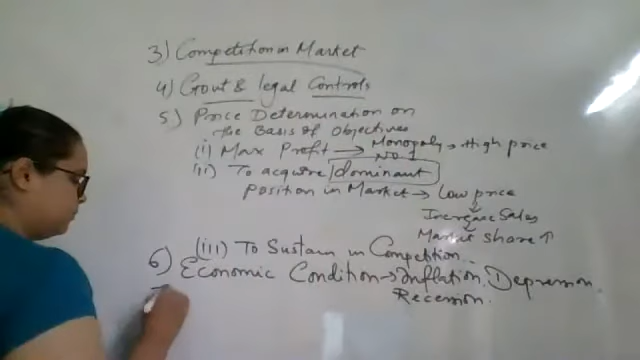 3) Competition in Market
4) Govt & legal Controls
5) Price Determination on
the Basis of Objectives
(i) Max Profit → Monopoly → High price
NO 1
(ii) To acquire dominant
position in Market → Low price
Increase Sales
Market Share ↑
(iii) To Sustain in Competition.
6) Economic Condition → Inflation, Depression
Recession.